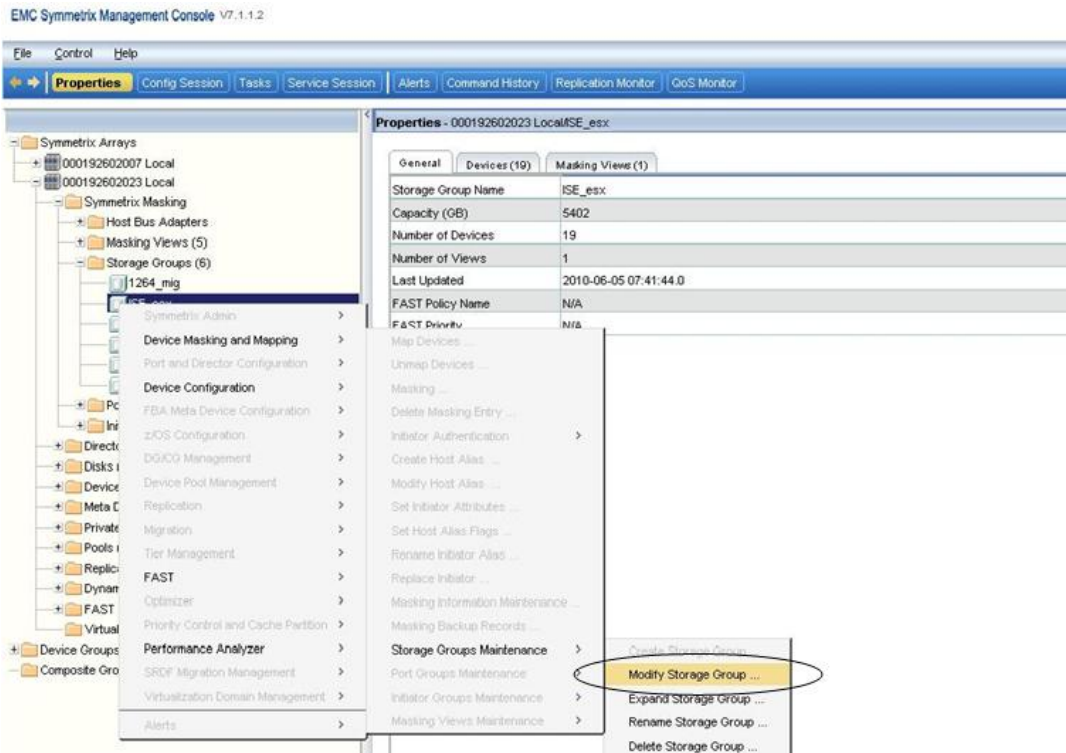 EMC Symmetrix Management Console V7.1.1.2
File Control Help
Properties Config Session Tasks Service Session Alerts Command History Replication Monitor QoS Monitor
Properties - 000192602023 Local/ISE_esx
Symmetrix Arrays
000192602007 Local
000192602023 Local
Symmetrix Masking
Host Bus Adapters
Masking Views (5)
Storage Groups (6)
1264_mig
ISE_esx
Po
Ini
Directo
Disks
Device
Meta D
Private
Pools
Replic
Dynam
FAST
Virtual
Device Groups
Composite Gro
General Devices (19) Masking Views (1)
Storage Group Name ISE_esx
Capacity (GB) 5402
Number of Devices 19
Number of Views 1
Last Updated 2010-06-05 07:41:44.0
FAST Policy Name N/A
FAST Priority N/A
Symmetrix Admin
Device Masking and Mapping
Port and Director Configuration
Device Configuration
FBA Meta Device Configuration
z/OS Configuration
DG/CG Management
Device Pool Management
Replication
Migration
Tier Management
FAST
Optimizer
Priority Control and Cache Partition
Performance Analyzer
SRDF Migration Management
Virtualization Domain Management
Alerts
Map Devices ...
Unmap Devices ...
Masking ...
Delete Masking Entry ...
Initiator Authentication
Create Host Alias ...
Modify Host Alias ...
Set Initiator Attributes ...
Set Host Alias Flags ...
Rename Initiator Alias ...
Replace Initiator ...
Masking Information Maintenance ...
Masking Backup Records ...
Storage Groups Maintenance
Port Groups Maintenance
Initiator Groups Maintenance
Masking Views Maintenance
Create Storage Group ...
Modify Storage Group ...
Expand Storage Group ...
Rename Storage Group ...
Delete Storage Group ...